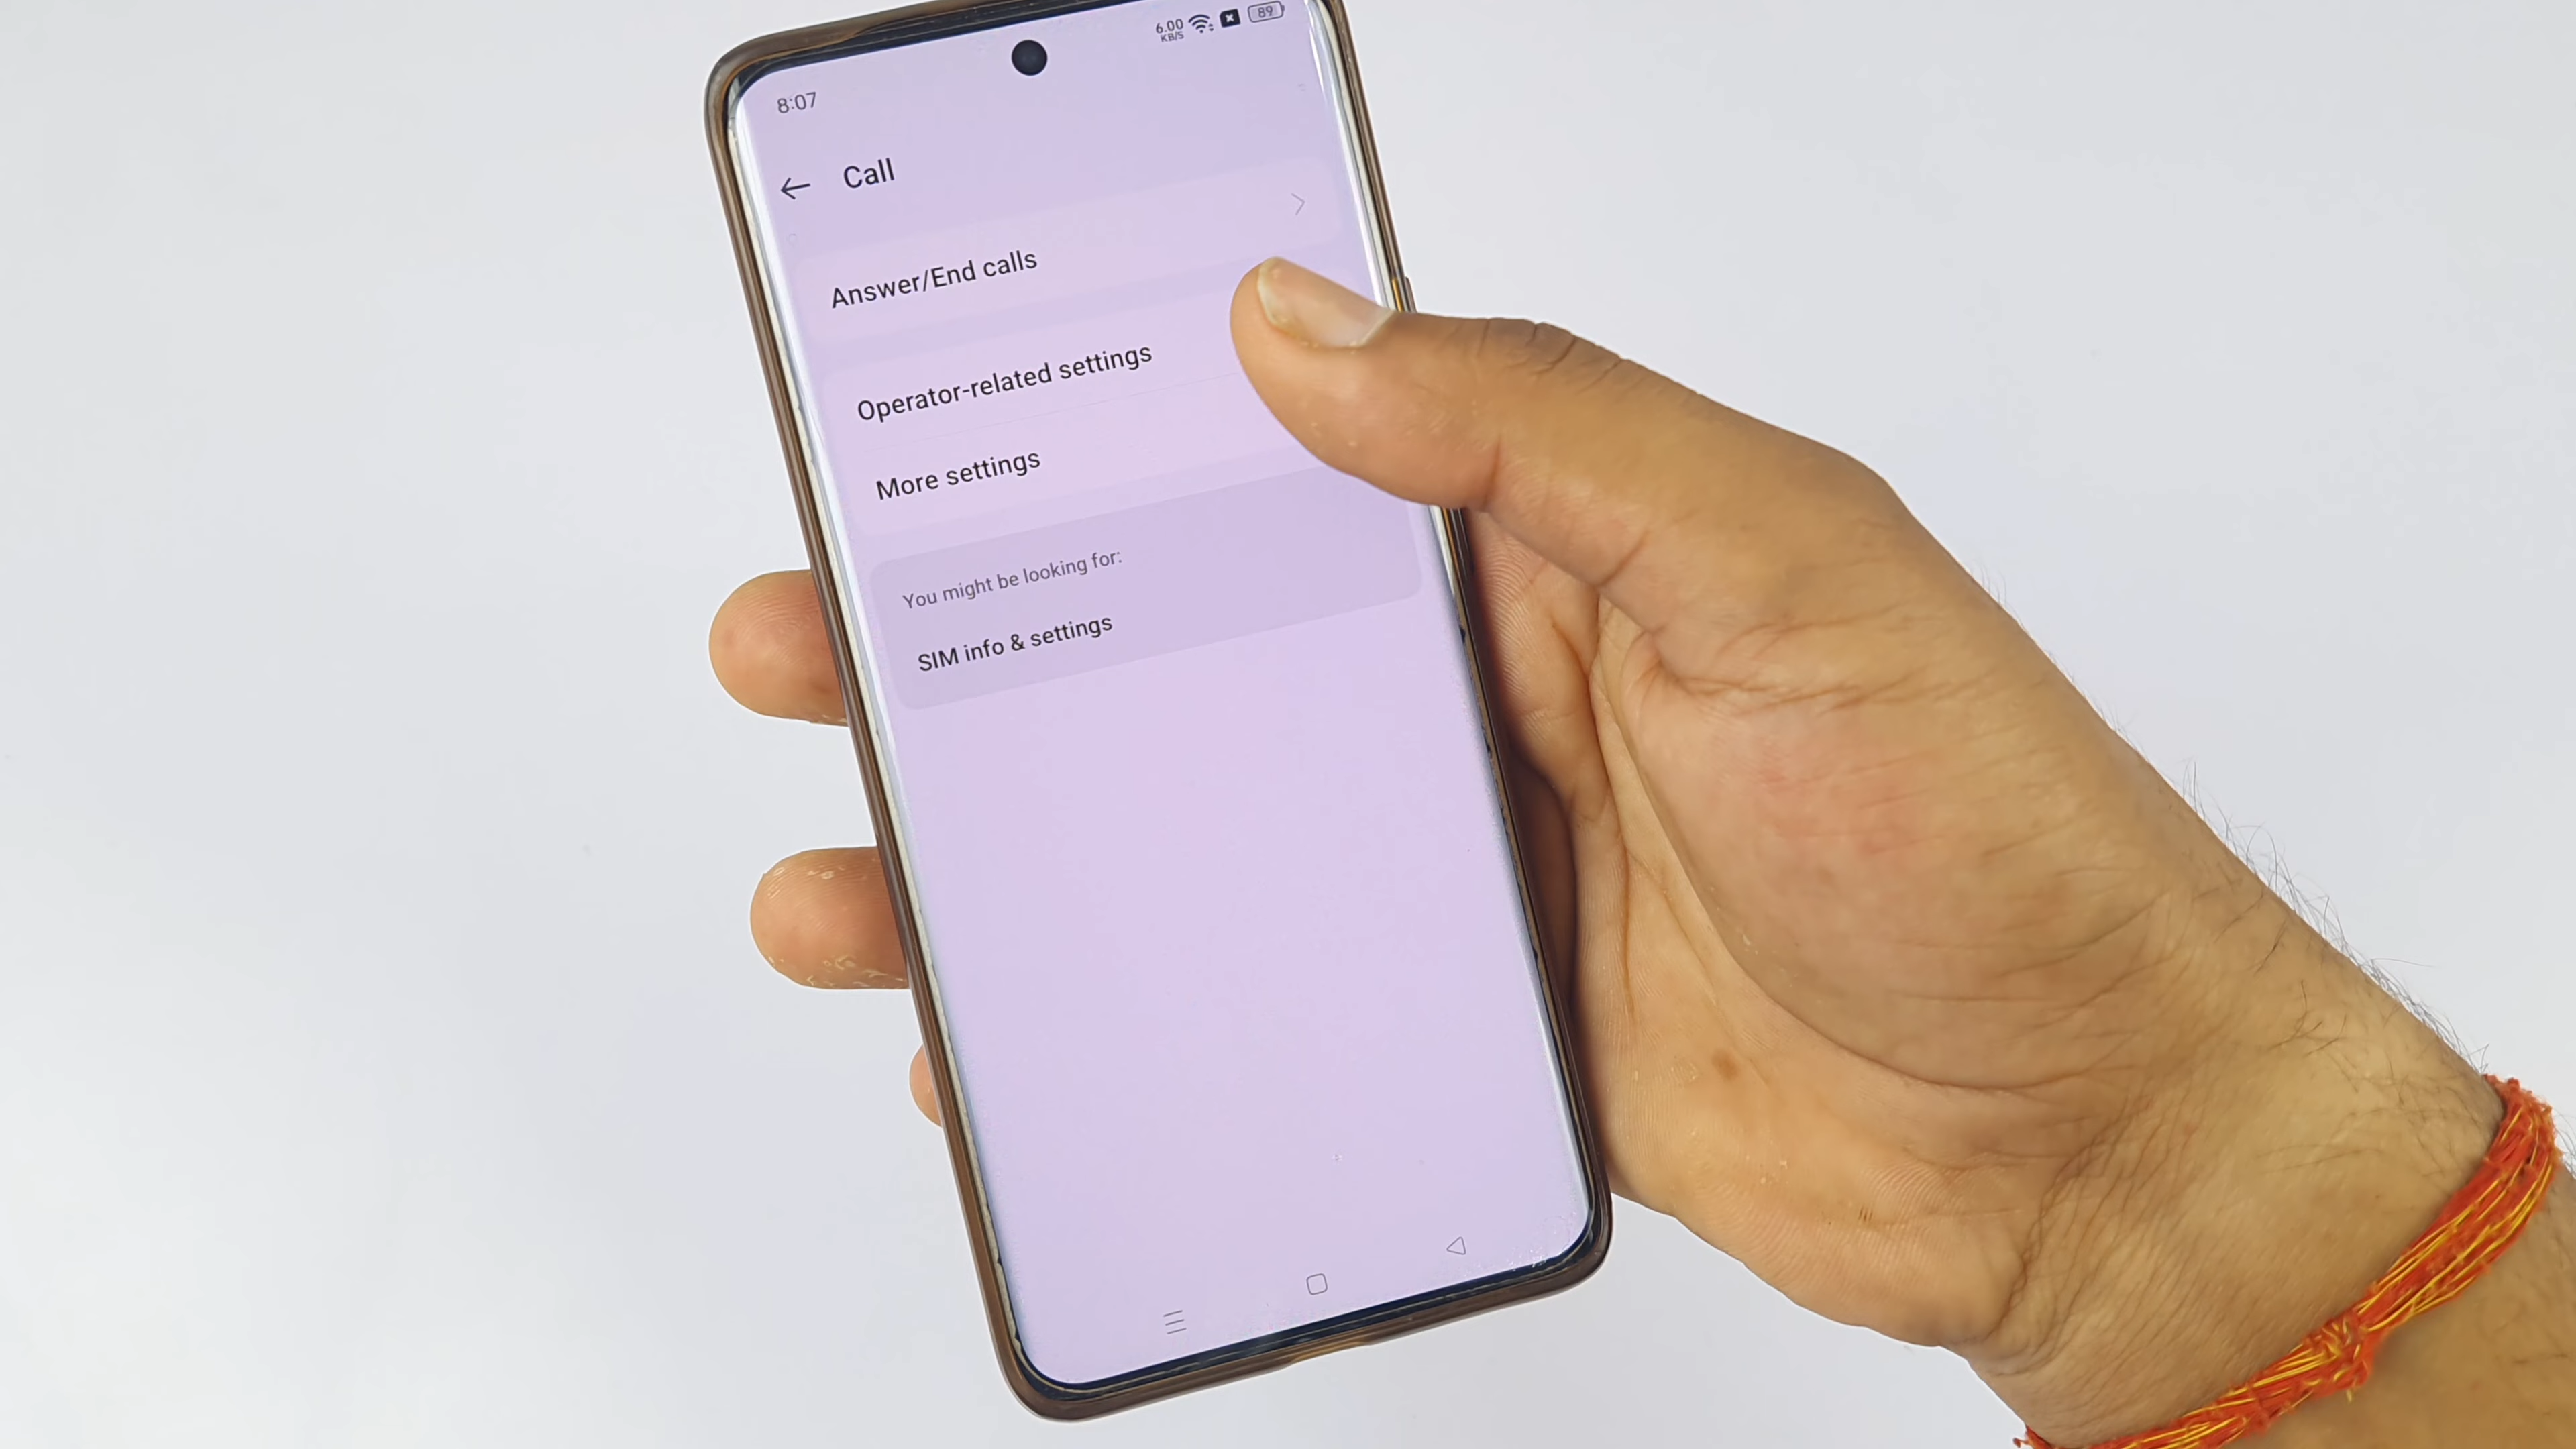 6.00
KB/S
89
8:07
Call
Answer/End calls
Operator-related settings
More settings
You might be looking for:
SIM info & settings